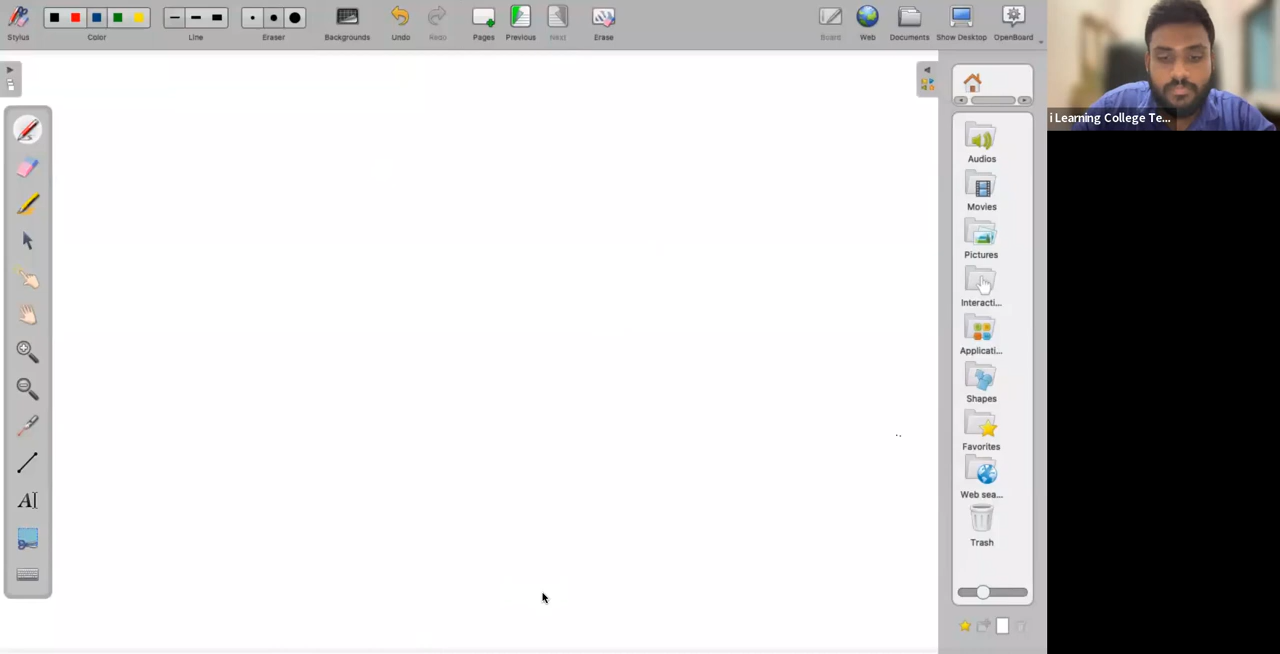 Stylus
Color
Line
Eraser
Backgrounds
Undo
Redo
Pages
Previous
Next
Erase
Board
Web
Documents
Show Desktop
OpenBoard
i Learning College Te...
Audios
Movies
Pictures
Interacti...
Applicati...
Shapes
Favorites
Web sea...
Trash
AI